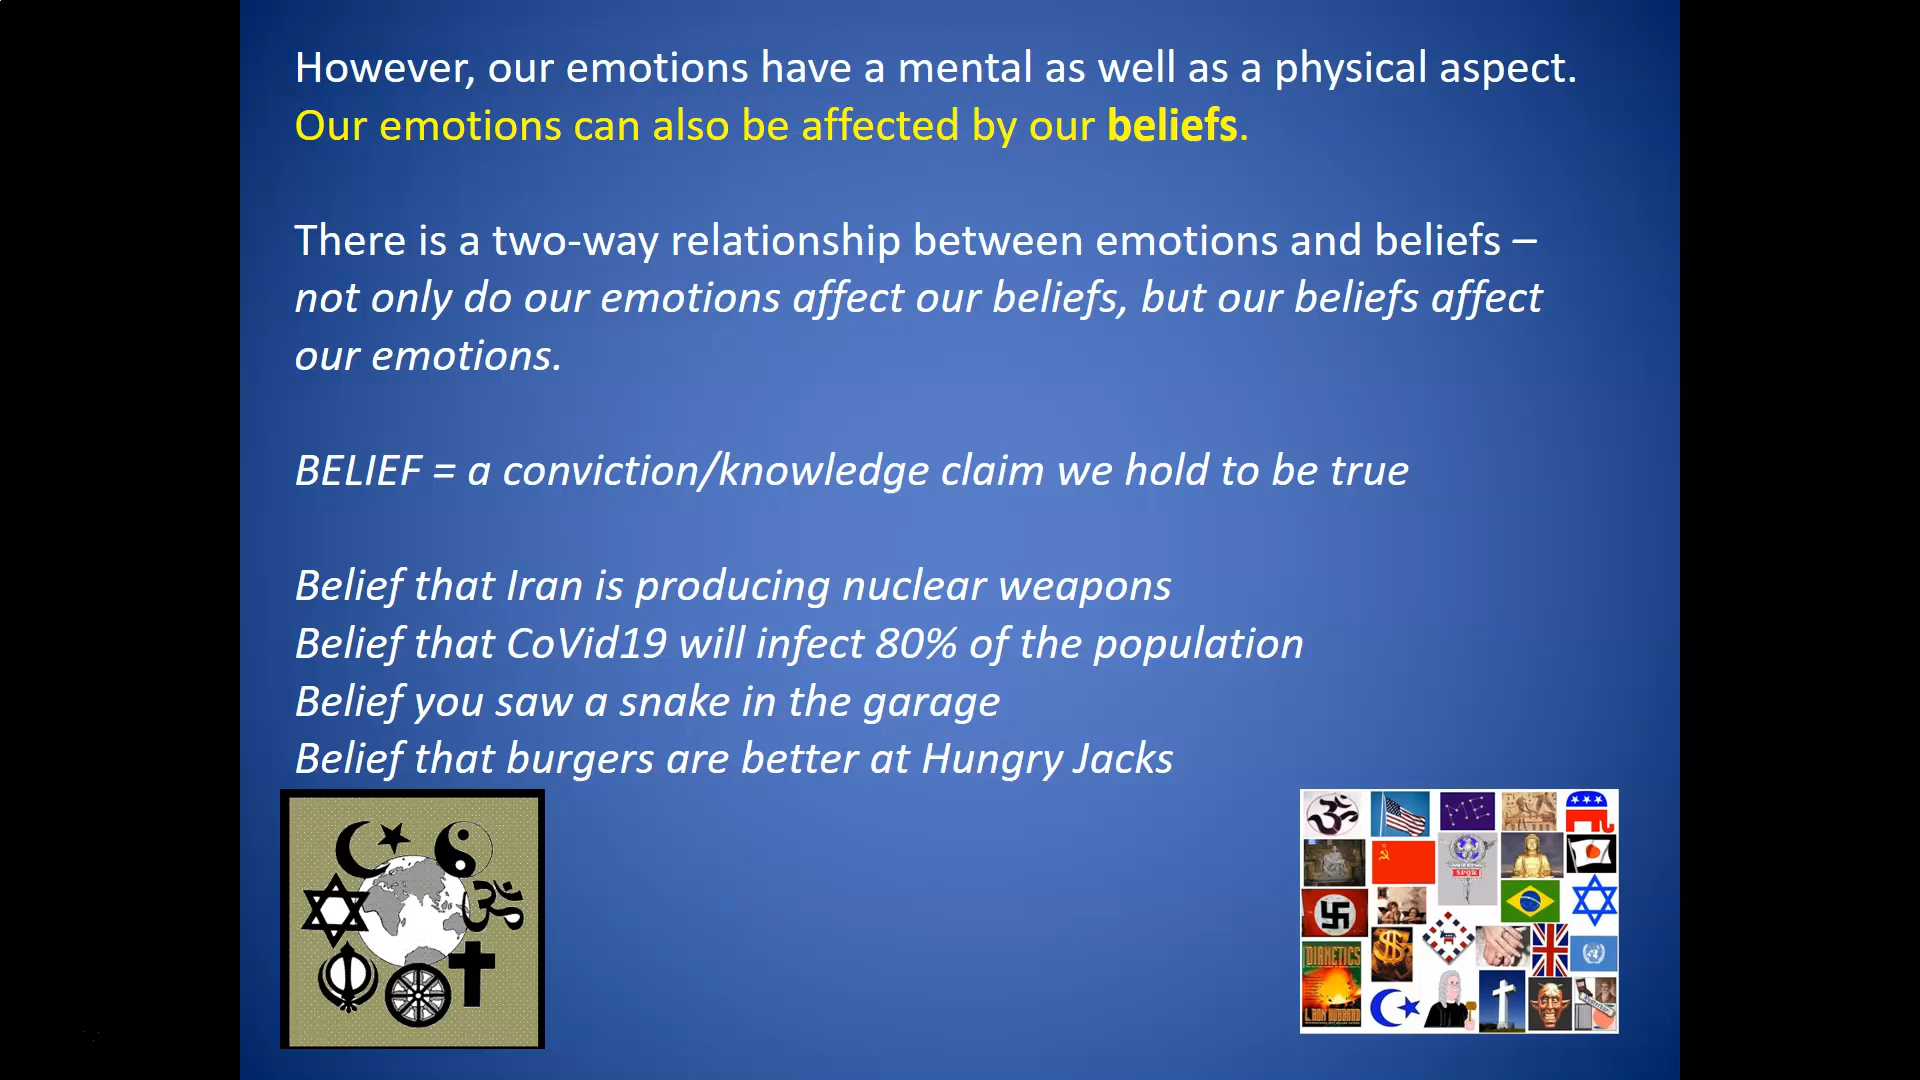 However, our emotions have a mental as well as a physical aspect.
Our emotions can also be affected by our beliefs.
There is a two-way relationship between emotions and beliefs –
not only do our emotions affect our beliefs, but our beliefs affect
our emotions.
BELIEF = a conviction/knowledge claim we hold to be true
Belief that Iran is producing nuclear weapons
Belief that CoVid19 will infect 80% of the population
Belief you saw a snake in the garage
Belief that burgers are better at Hungry Jacks
ॐ
ॐ
ME
SPQR
$
DIANETICS
L. RON HUBBARD